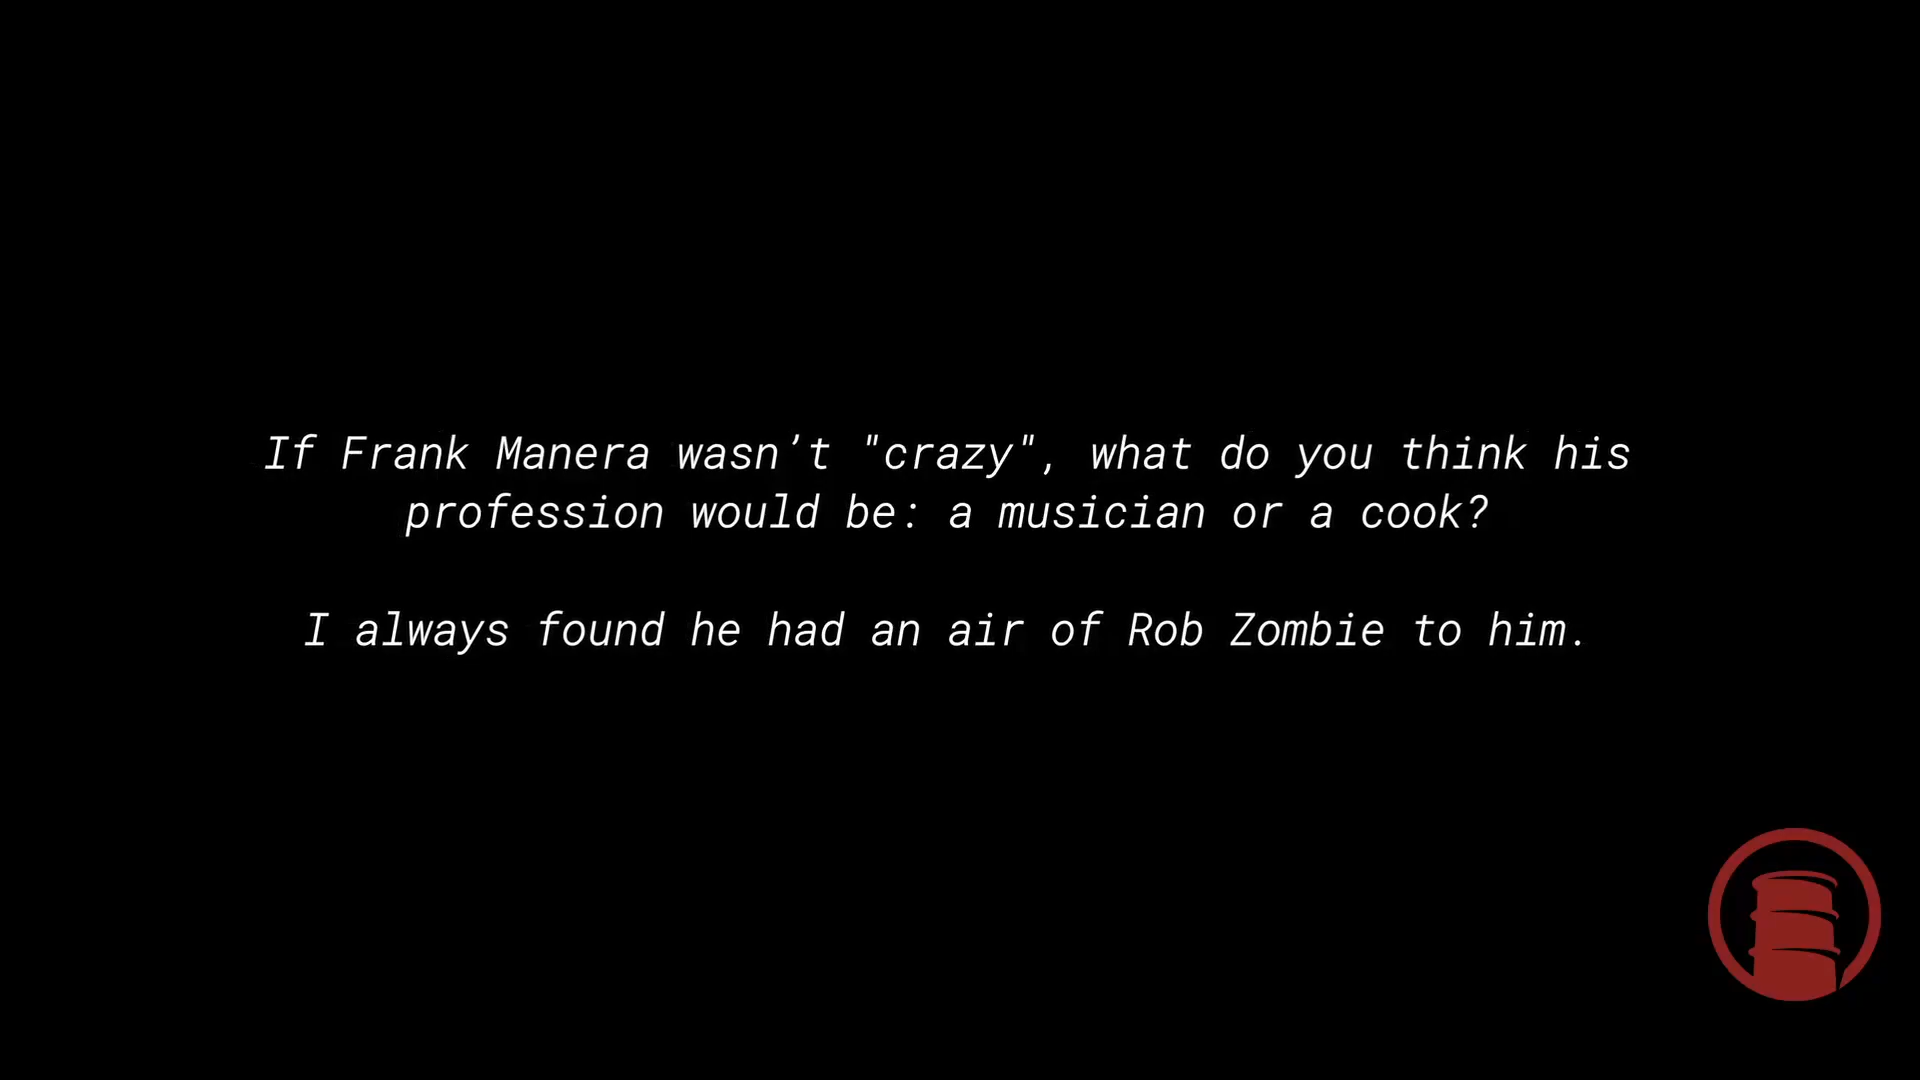 If Frank Manera wasn’t "crazy", what do you think his
profession would be: a musician or a cook?
I always found he had an air of Rob Zombie to him.